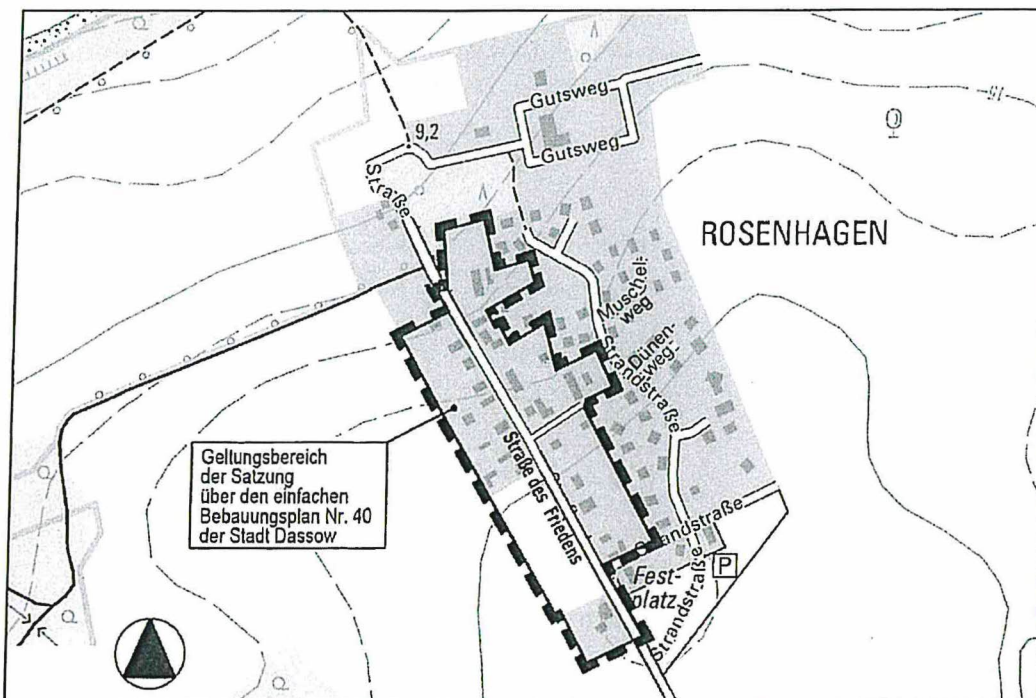 Gutsweg
9,2
Gutsweg
Straße
ROSENHAGEN
Muschel-
weg
Dünen-
weg
Strandstraße
Geltungsbereich
der Satzung
über den einfachen
Bebauungsplan Nr. 40
der Stadt Dassow
Straße des Friedens
Strandstraße
Fest-
platz
P
Strandstraße
15